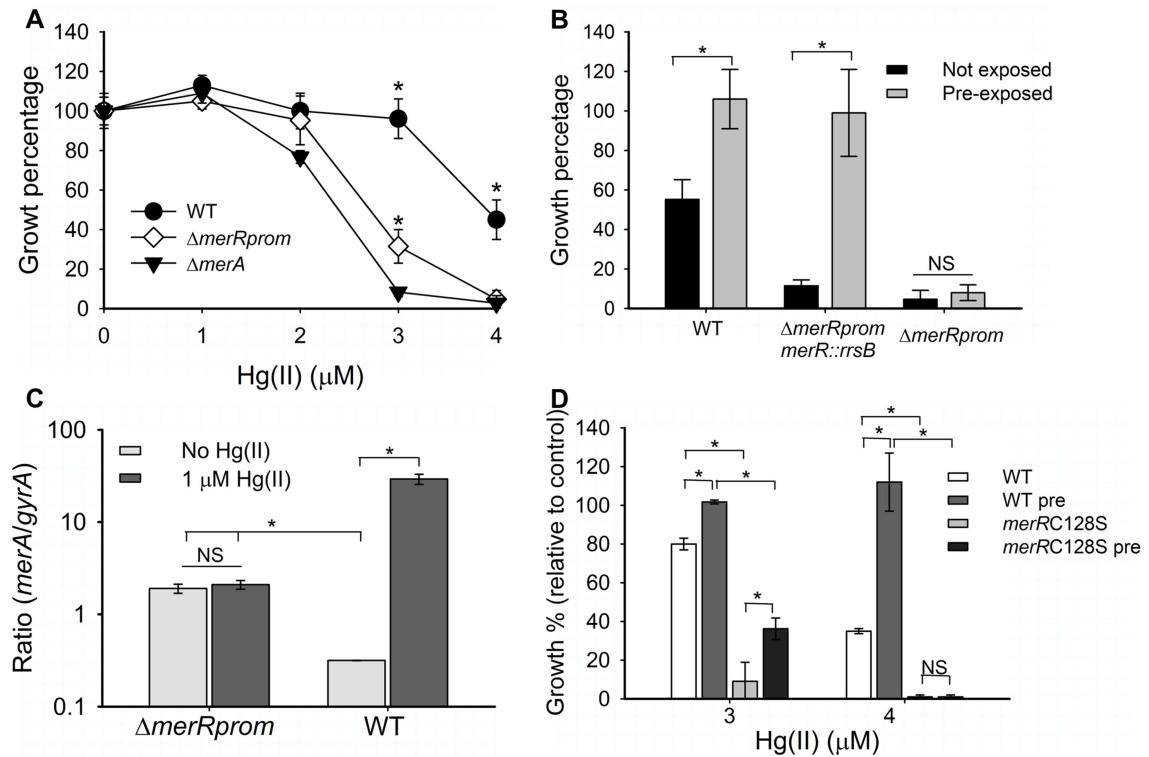 A
140
120
100
80
60
40
20
0
Growt percentage
*
*
*
WT
ΔmerRprom
ΔmerA
0 1 2 3 4
Hg(II) (μM)
B
140
120
100
80
60
40
20
0
Growth percetage
*
*
NS
Not exposed
Pre-exposed
WT
ΔmerRprom
merR::rrsB
ΔmerRprom
C
100
10
1
0.1
Ratio (merA/gyrA)
No Hg(II)
1 μM Hg(II)
*
*
NS
ΔmerRprom WT
D
140
120
100
80
60
40
20
0
Growth % (relative to control)
*
*
*
*
*
*
*
NS
WT
WT pre
merRC128S
merRC128S pre
3 4
Hg(II) (μM)